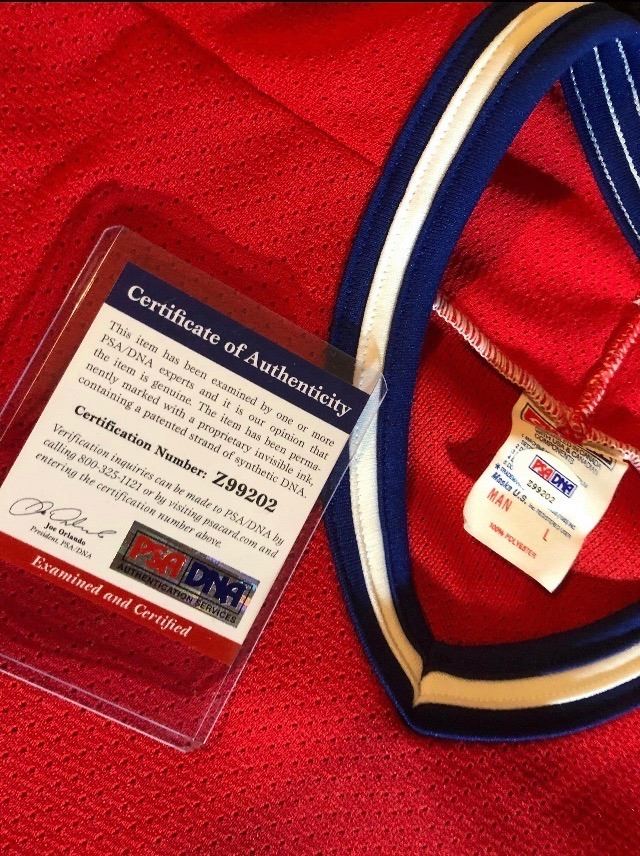 Certificate of Authenticity
This item has been examined by one or more
PSA/DNA experts and it is our opinion that
the item is genuine. The item has been perma-
nently marked with a proprietary invisible ink,
containing a patented strand of synthetic DNA.
Certification Number: Z99202
Verification inquiries can be made to PSA/DNA by
calling 800-325-1121 or by visiting psacard.com and
entering the certification number above.
Joe Orlando
President, PSA/DNA
PSA DNA
AUTHENTICATION SERVICES
Examined and Certified
COMPONENTS
PSA DNA
Z99202
Maska U.S.
MAN
L
100% POLYESTER